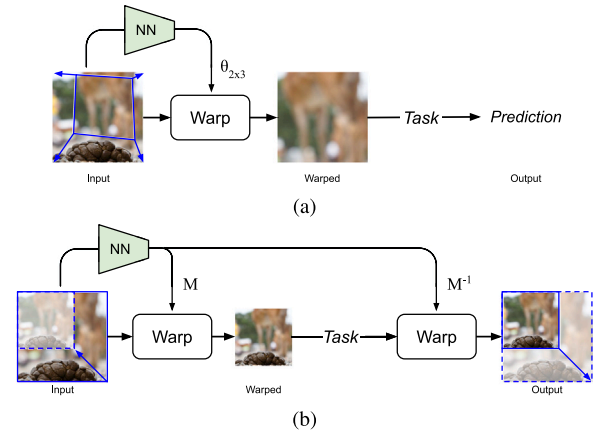 NN
θ2x3
Warp
Task
Prediction
Input
Warped
Output
(a)
NN
M
M-1
Warp
Task
Warp
Input
Warped
Output
(b)